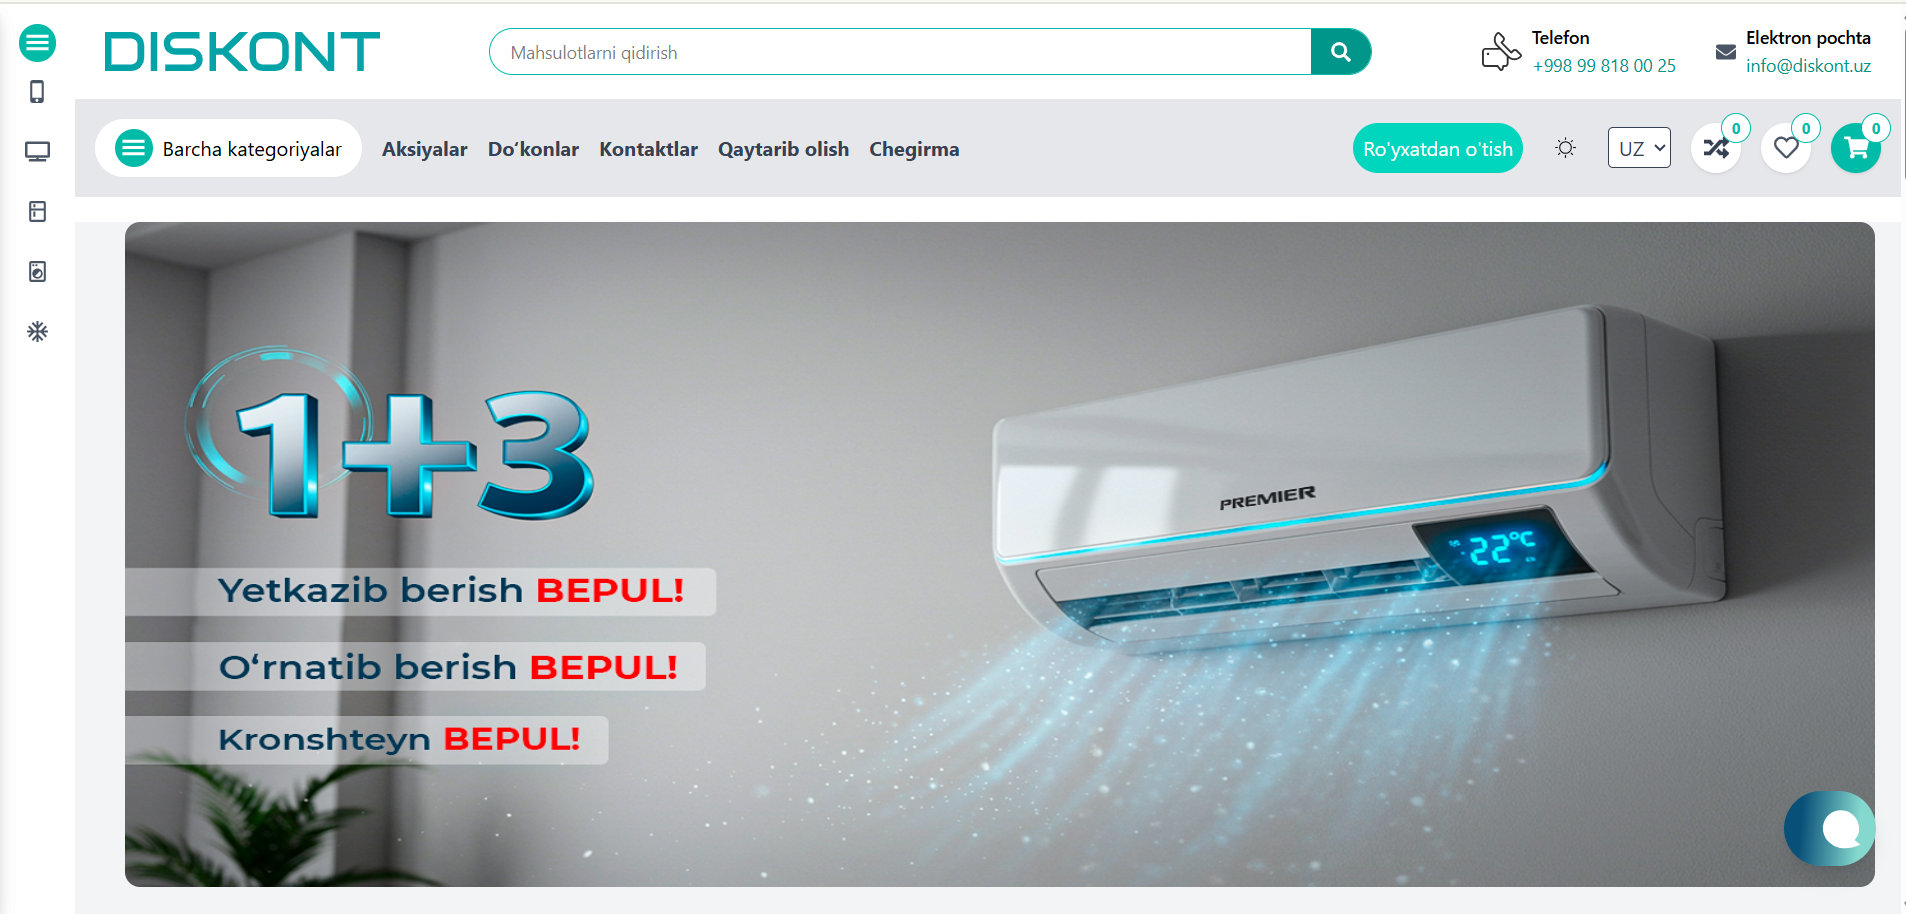 DISKONT
Mahsulotlarni qidirish
Telefon
+998 99 818 00 25
Elektron pochta
info@diskont.uz
Barcha kategoriyalar
Aksiyalar
Do‘konlar
Kontaktlar
Qaytarib olish
Chegirma
Ro'yxatdan o'tish
UZ
0
0
0
1+3
Yetkazib berish BEPUL!
O‘rnatib berish BEPUL!
Kronshteyn BEPUL!
PREMIER
22°C